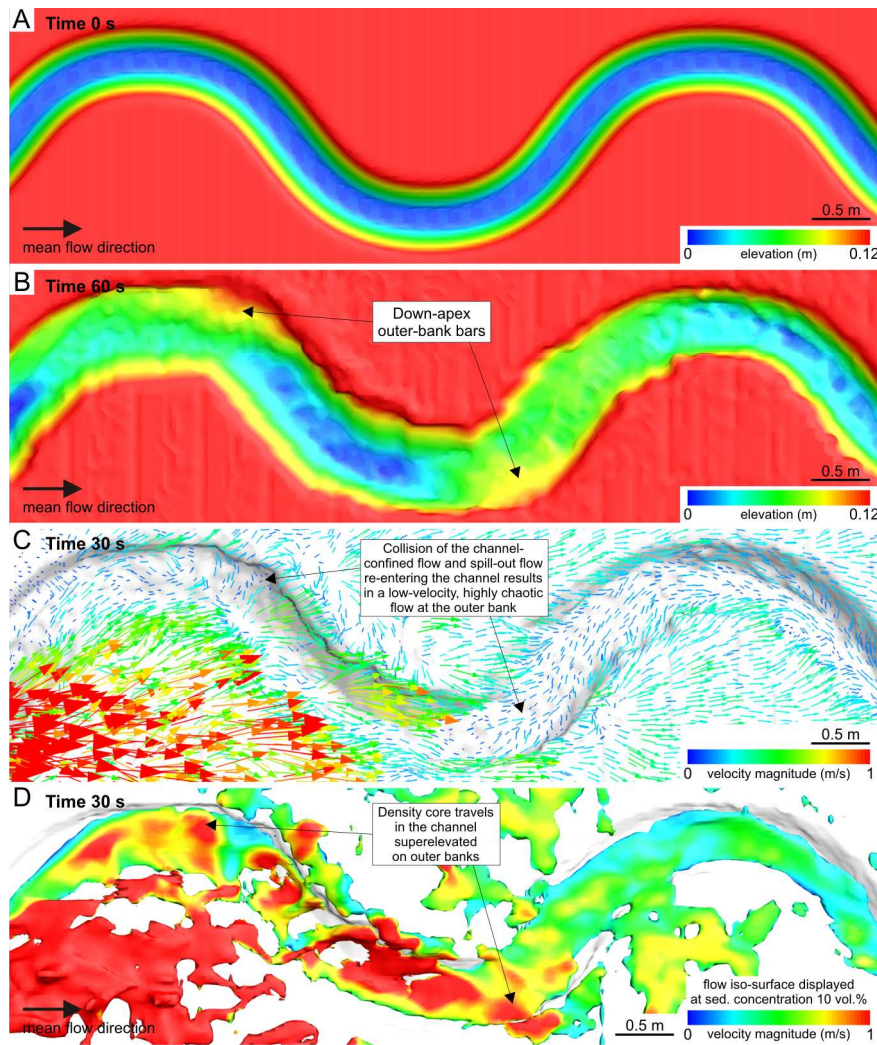 A
Time 0 s
mean flow direction
0.5 m
0
elevation (m)
0.12
B
Time 60 s
Down-apex
outer-bank bars
mean flow direction
0.5 m
0
elevation (m)
0.12
C
Time 30 s
Collision of the channel-
confined flow and spill-out flow
re-entering the channel results
in a low-velocity, highly chaotic
flow at the outer bank
0.5 m
0
velocity magnitude (m/s)
1
D
Time 30 s
Density core travels
in the channel
superelevated
on outer banks
mean flow direction
0.5 m
flow iso-surface displayed
at sed. concentration 10 vol.%
0
velocity magnitude (m/s)
1